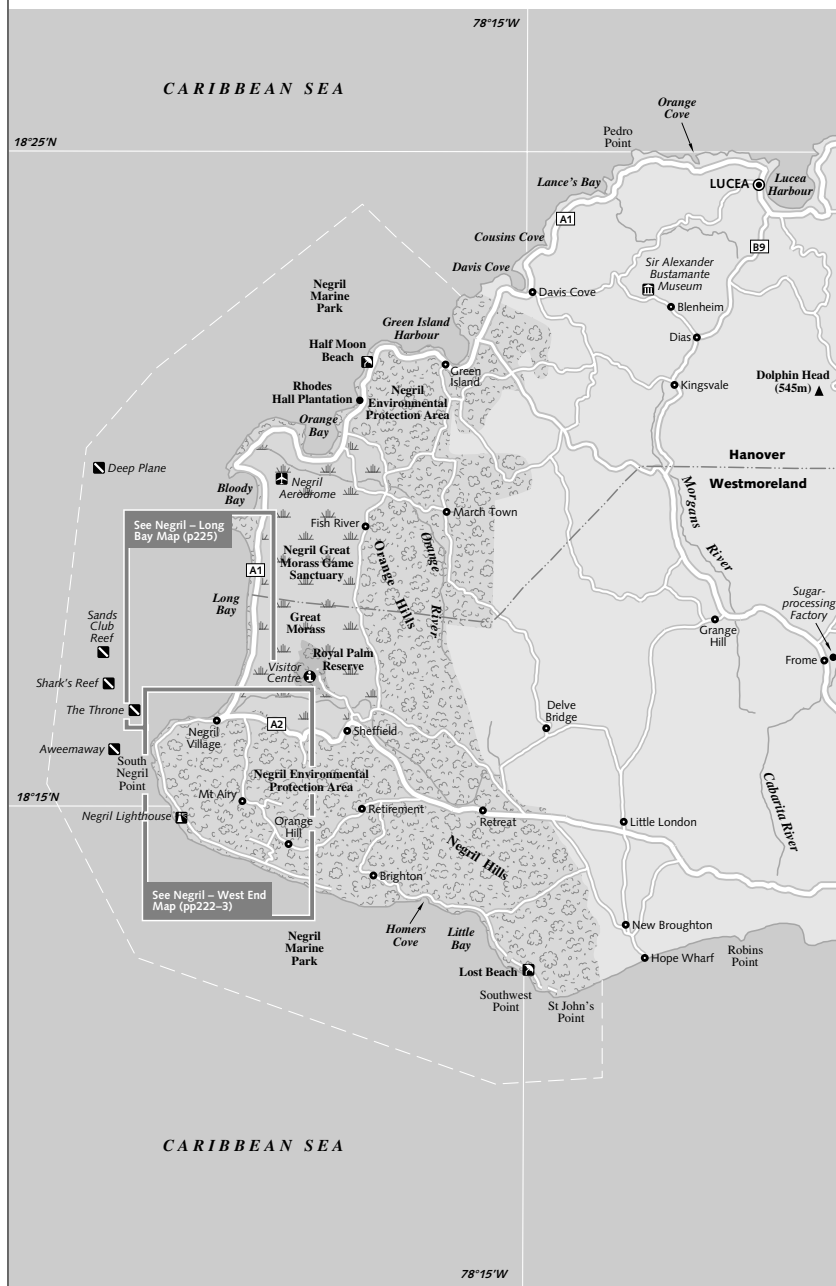 78°15'W
CARIBBEAN SEA
Orange
Cove
18°25'N
Pedro
Point
Lance's Bay
LUCEA
Lucea
Harbour
A1
Cousins Cove
B9
Sir Alexander
Bustamante
Museum
Davis Cove
Davis Cove
Negril
Marine
Park
Blenheim
Green Island
Harbour
Half Moon
Beach
Dias
Green
Island
Dolphin Head
(545m)
Kingsvale
Rhodes
Hall Plantation
Negril
Environmental
Protection Area
Orange
Bay
Hanover
Westmoreland
Deep Plane
Negril
Aerodrome
Bloody
Bay
Morgans
River
March Town
See Negril – Long
Bay Map (p225)
Fish River
Orange
River
Orange
Hills
Negril Great
Morass Game
Sanctuary
A1
Long
Bay
Great
Morass
Sands
Club
Reef
Sugar-
processing
Factory
Grange
Hill
Royal Palm
Reserve
Visitor
Centre
Frome
Shark's Reef
The Throne
Delve
Bridge
Negril
Village
A2
Sheffield
Aweemaway
South
Negril
Point
Negril Environmental
Protection Area
Cabarita River
Mt Airy
18°15'N
Retirement
Retreat
Negril Lighthouse
Orange
Hill
Little London
Negril Hills
Brighton
See Negril – West End
Map (pp222–3)
Homers
Cove
Little
Bay
New Broughton
Negril
Marine
Park
Robins
Point
Hope Wharf
Lost Beach
Southwest
Point
St John's
Point
CARIBBEAN SEA
78°15'W